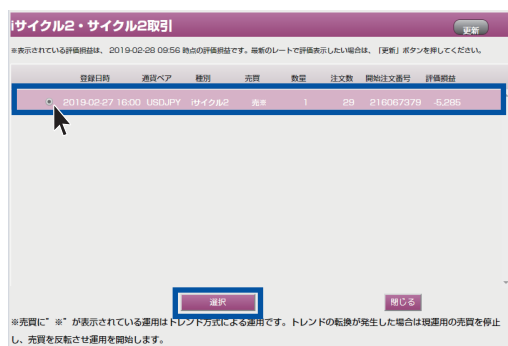 iサイクル2・サイクル2取引
更新
※表示されている評価損益は、2019-02-28 09:56 時点の評価損益です。最新のレートで評価表示したい場合は、「更新」ボタンを押してください。
登録日時 通貨ペア 種別 売買 数量 注文数 開始注文番号 評価損益
2019-02-27 16:00 USDJPY iサイクル2 売※ 1 29 216067379 -5,285
選択 閉じる
※売買に"※"が表示されている運用はトレンド方式による運用です。トレンドの転換が発生した場合は現運用の売買を停止
し、売買を反転させ運用を開始します。